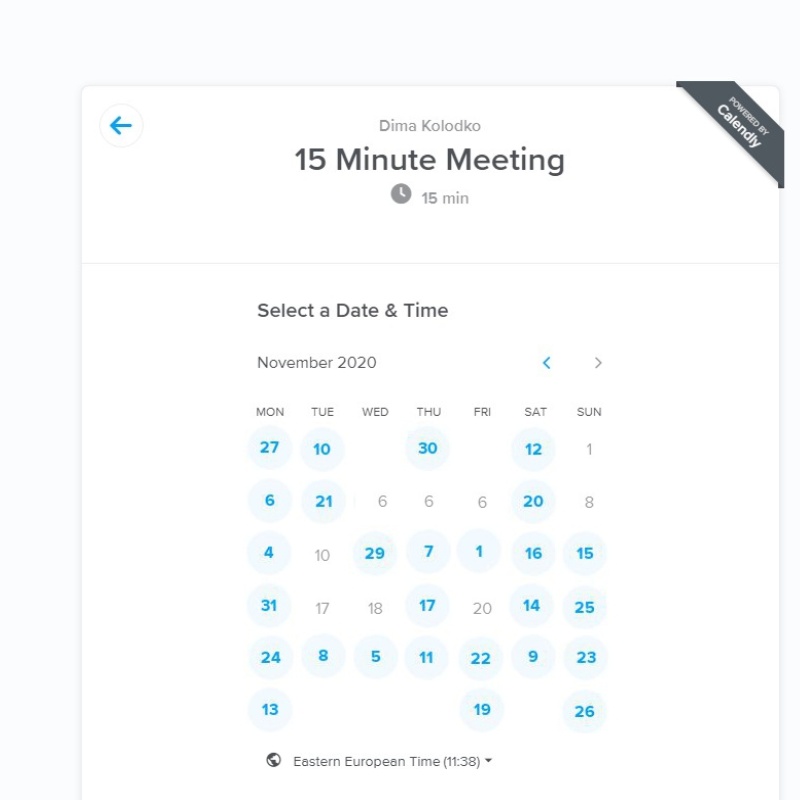 POWERED BY
Calendly
Dima Kolodko
15 Minute Meeting
15 min
Select a Date & Time
November 2020
MON TUE WED THU FRI SAT SUN
27 10 30 12 1
6 21 6 6 6 20 8
4 10 29 7 1 16 15
31 17 18 17 20 14 25
24 8 5 11 22 9 23
13 19 26
Eastern European Time (11:38)